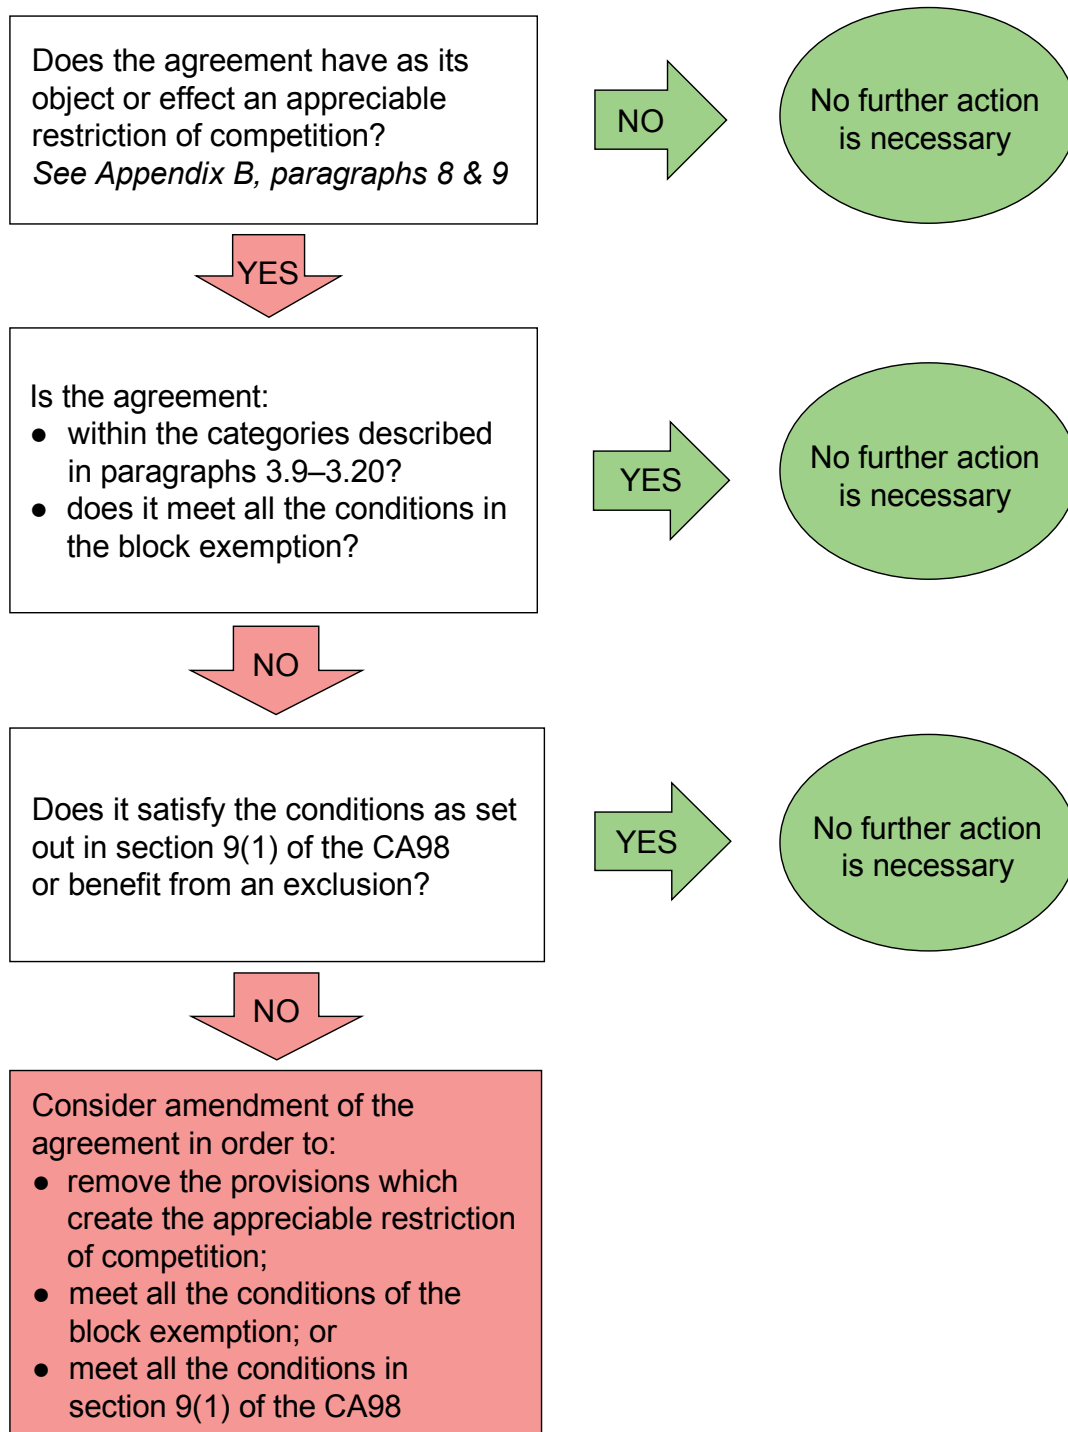 Does the agreement have as its
object or effect an appreciable
restriction of competition?
See Appendix B, paragraphs 8 & 9
NO
No further action
is necessary
YES
Is the agreement:
● within the categories described
in paragraphs 3.9–3.20?
● does it meet all the conditions in
the block exemption?
YES
No further action
is necessary
NO
Does it satisfy the conditions as set
out in section 9(1) of the CA98
or benefit from an exclusion?
YES
No further action
is necessary
NO
Consider amendment of the
agreement in order to:
● remove the provisions which
create the appreciable restriction
of competition;
● meet all the conditions of the
block exemption; or
● meet all the conditions in
section 9(1) of the CA98